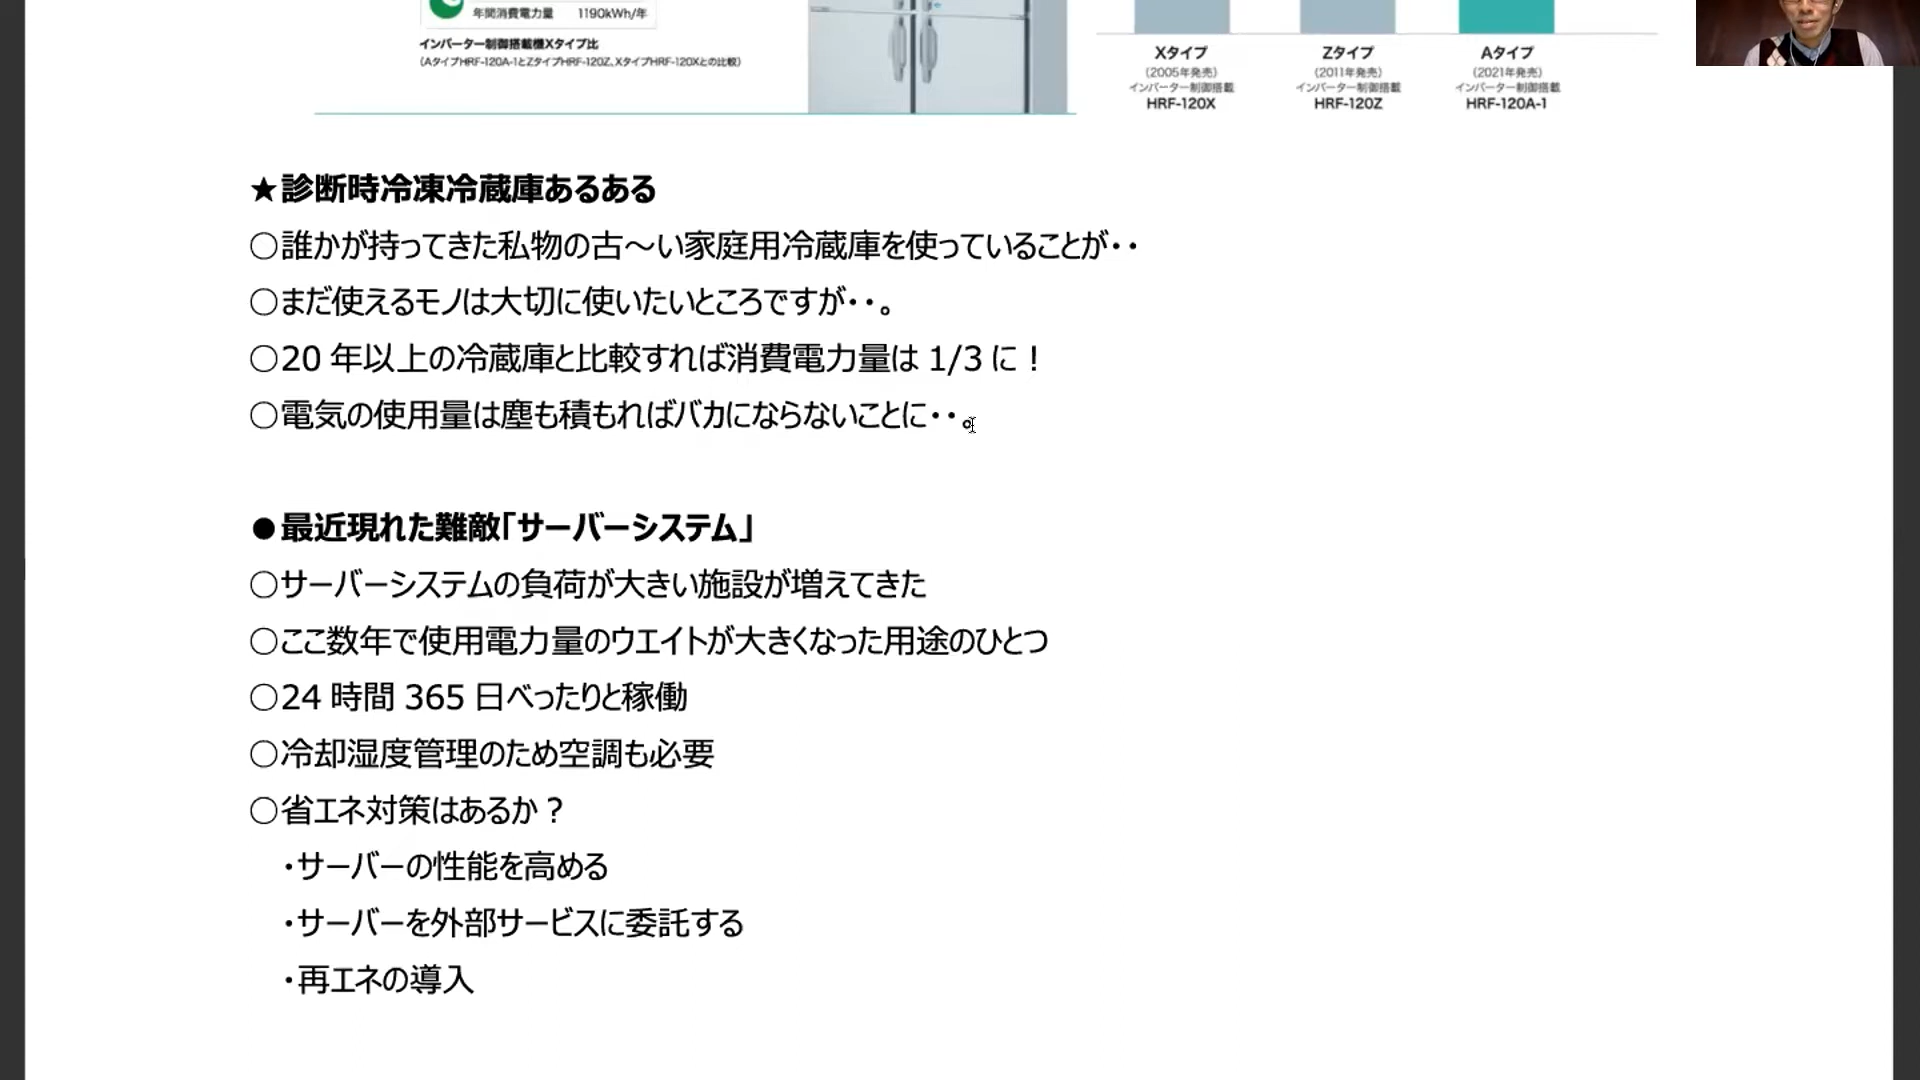 年間消費電力量 1190kWh/年
インバーター制御搭載機Xタイプ比
(AタイプHRF-120A-1とZタイプHRF-120Z、XタイプHRF-120Xとの比較)
Xタイプ
(2005年発売)
インバーター制御搭載
HRF-120X
Zタイプ
(2011年発売)
インバーター制御搭載
HRF-120Z
Aタイプ
(2021年発売)
インバーター制御搭載
HRF-120A-1
★診断時冷凍冷蔵庫あるある
○誰かが持ってきた私物の古～い家庭用冷蔵庫を使っていることが・・
○まだ使えるモノは大切に使いたいところですが・・。
○20 年以上の冷蔵庫と比較すれば消費電力量は 1/3 に！
○電気の使用量は塵も積もればバカにならないことに・・。
●最近現れた難敵「サーバーシステム」
○サーバーシステムの負荷が大きい施設が増えてきた
○ここ数年で使用電力量のウエイトが大きくなった用途のひとつ
○24 時間 365 日べったりと稼働
○冷却湿度管理のため空調も必要
○省エネ対策はあるか？
・サーバーの性能を高める
・サーバーを外部サービスに委託する
・再エネの導入